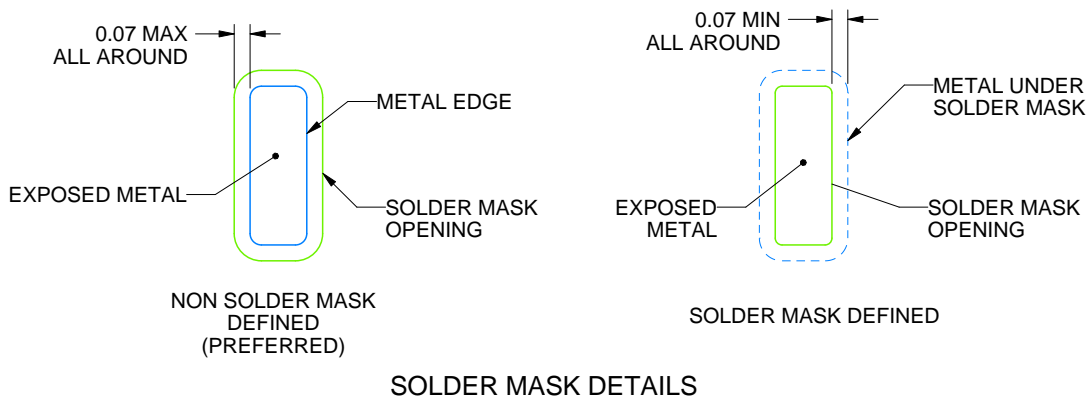 0.07 MAX
ALL AROUND
METAL EDGE
EXPOSED METAL
SOLDER MASK
OPENING
NON SOLDER MASK
DEFINED
(PREFERRED)
0.07 MIN
ALL AROUND
METAL UNDER
SOLDER MASK
EXPOSED
METAL
SOLDER MASK
OPENING
SOLDER MASK DEFINED
SOLDER MASK DETAILS